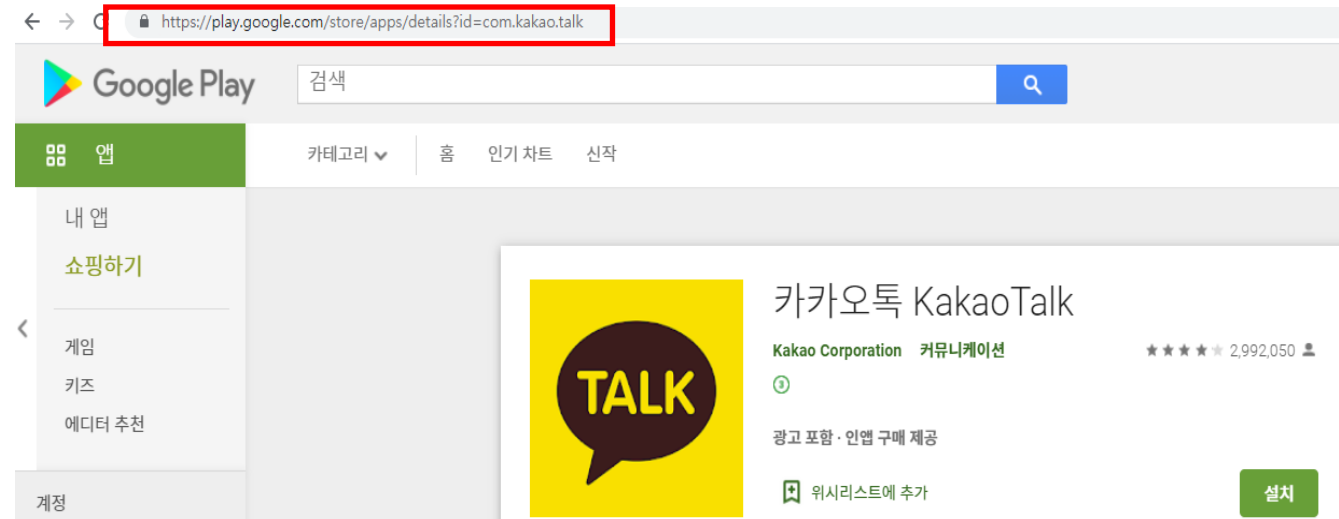 https://play.google.com/store/apps/details?id=com.kakao.talk
Google Play
검색
앱
카테고리 홈 인기 차트 신작
내 앱
쇼핑하기
게임
키즈
에디터 추천
계정
TALK
카카오톡 KakaoTalk
Kakao Corporation 커뮤니케이션 2,992,050
3
광고 포함 · 인앱 구매 제공
위시리스트에 추가 설치